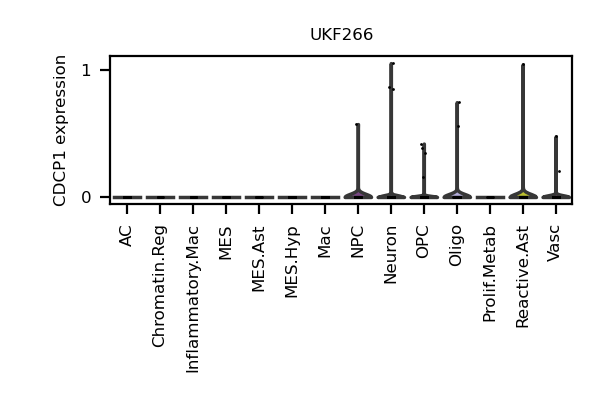 UKF266
CDCP1 expression
1
0
AC
Chromatin.Reg
Inflammatory.Mac
MES
MES.Ast
MES.Hyp
Mac
NPC
Neuron
OPC
Oligo
Prolif.Metab
Reactive.Ast
Vasc